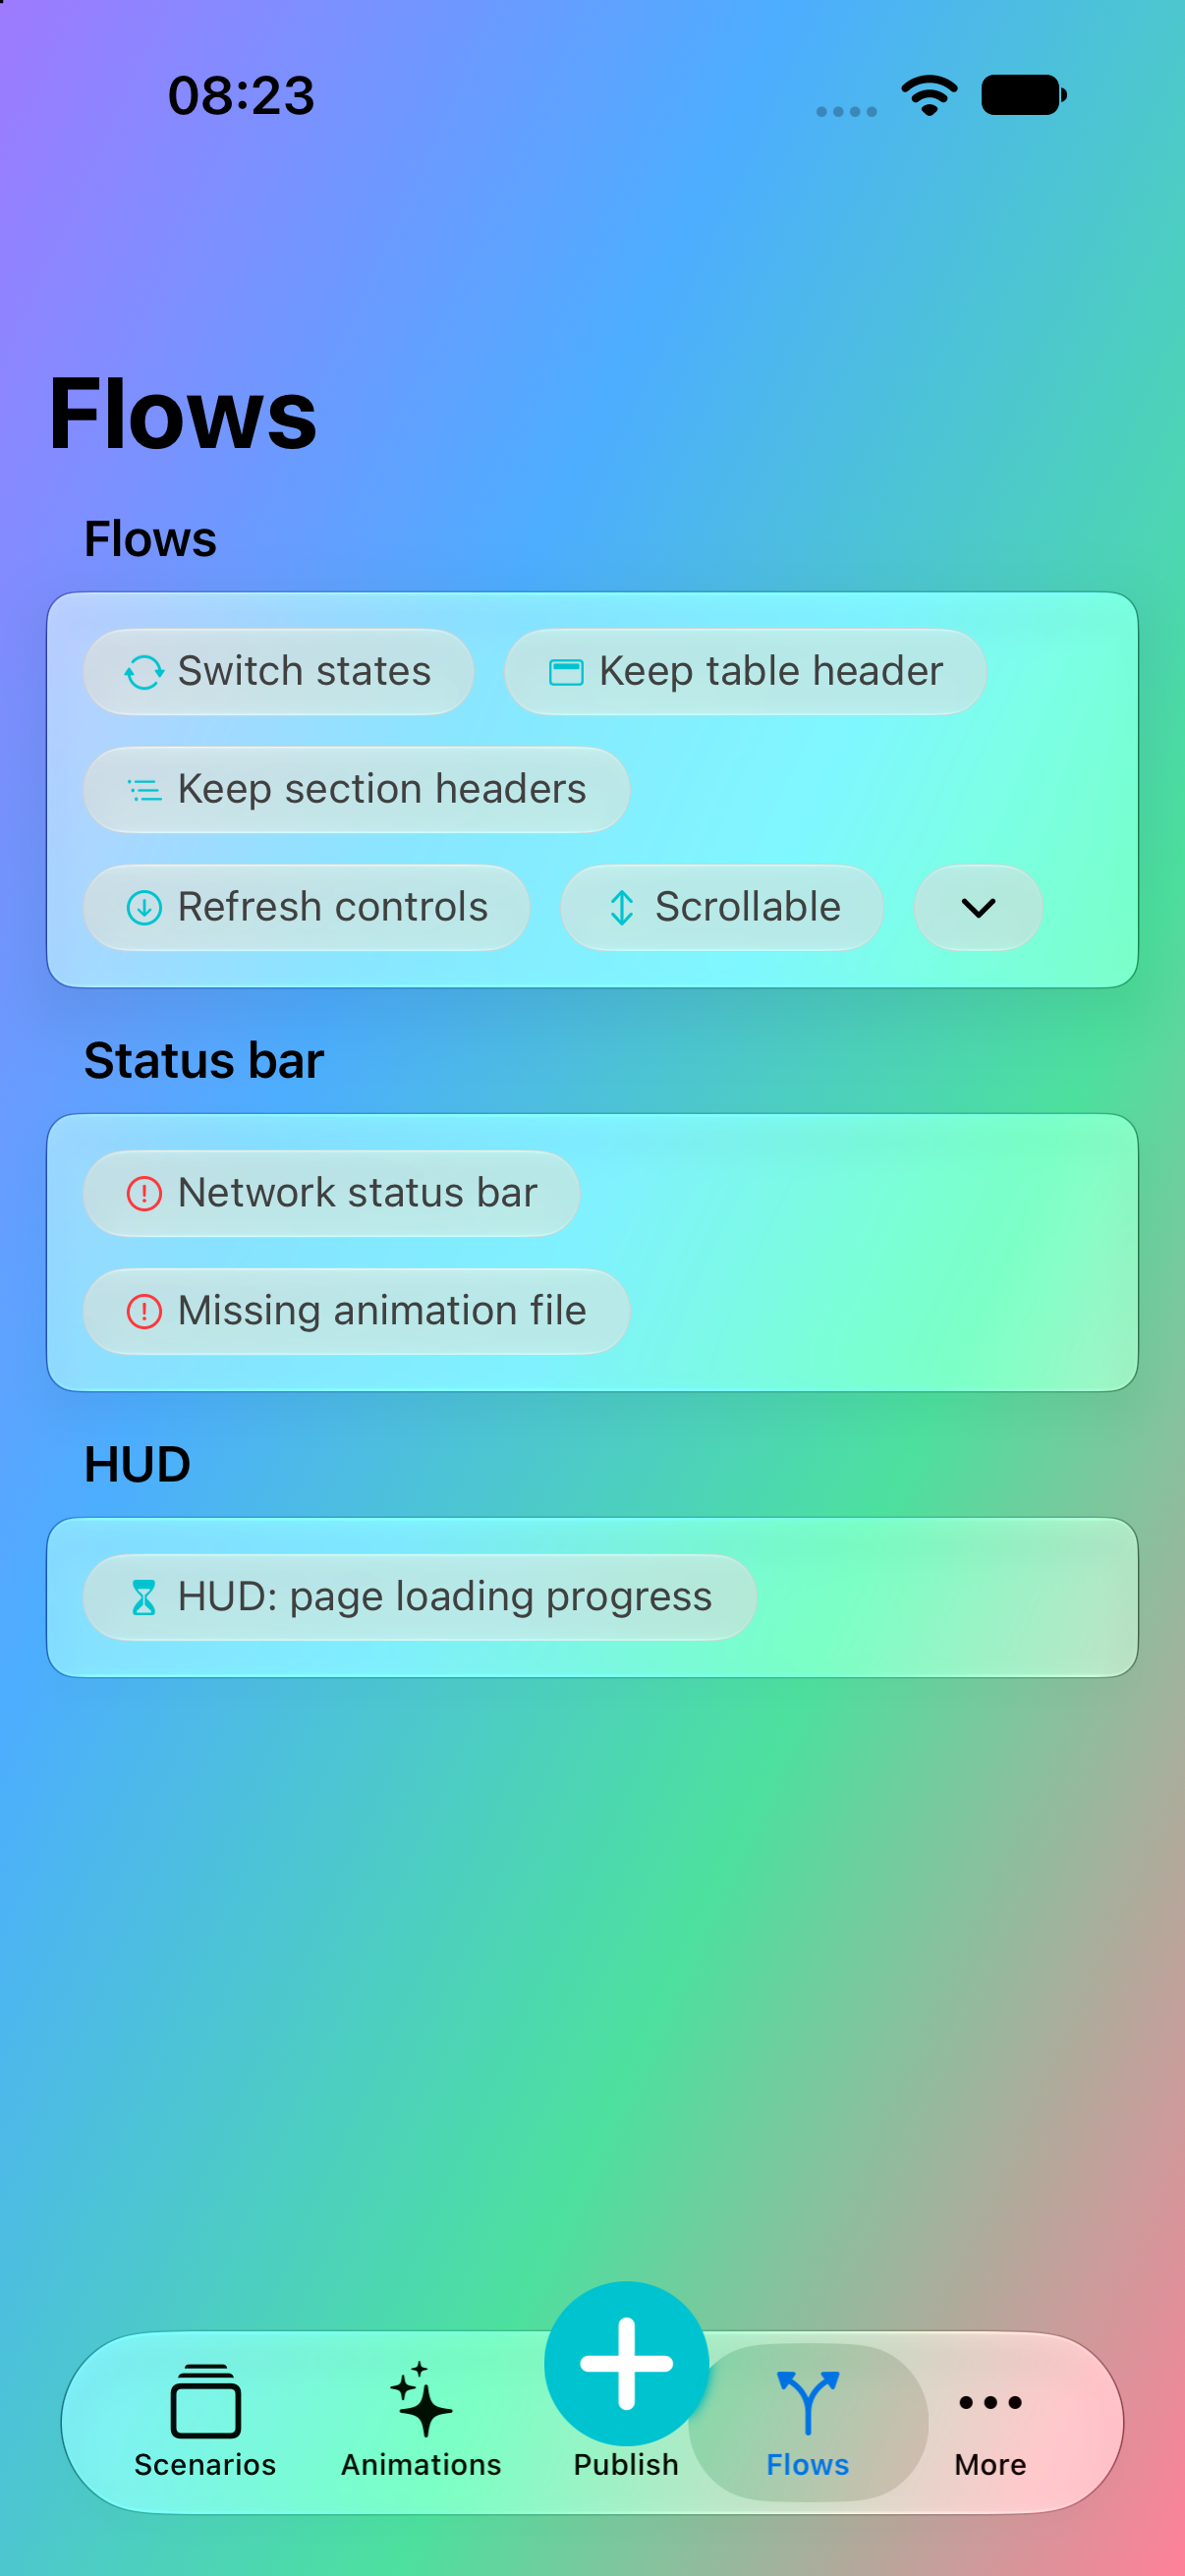 08:23
Flows
Flows
Switch states
Keep table header
Keep section headers
Refresh controls
Scrollable
Status bar
Network status bar
Missing animation file
HUD
HUD: page loading progress
Scenarios
Animations
Publish
Flows
More